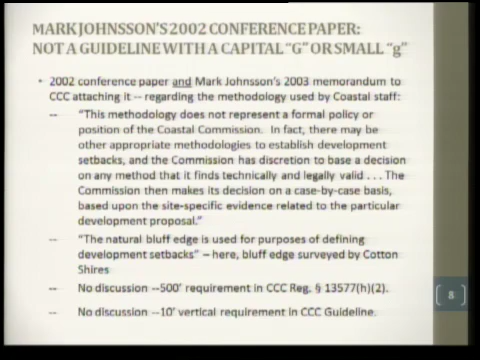 MARK JOHNSSON'S 2002 CONFERENCE PAPER:
NOT A GUIDELINE WITH A CAPITAL "G" OR SMALL "g"
• 2002 conference paper and Mark Johnsson's 2003 memorandum to
CCC attaching it -- regarding the methodology used by Coastal staff:
-- "This methodology does not represent a formal policy or
position of the Coastal Commission. In fact, there may be
other appropriate methodologies to establish development
setbacks, and the Commission has discretion to base a decision
on any method that it finds technically and legally valid . . . The
Commission then makes its decision on a case-by-case basis,
based upon the site-specific evidence related to the particular
development proposal."
-- "The natural bluff edge is used for purposes of defining
development setbacks" – here, bluff edge surveyed by Cotton
Shires
-- No discussion --500' requirement in CCC Reg. § 13577(h)(2).
-- No discussion --10' vertical requirement in CCC Guideline.
[ 8 ]